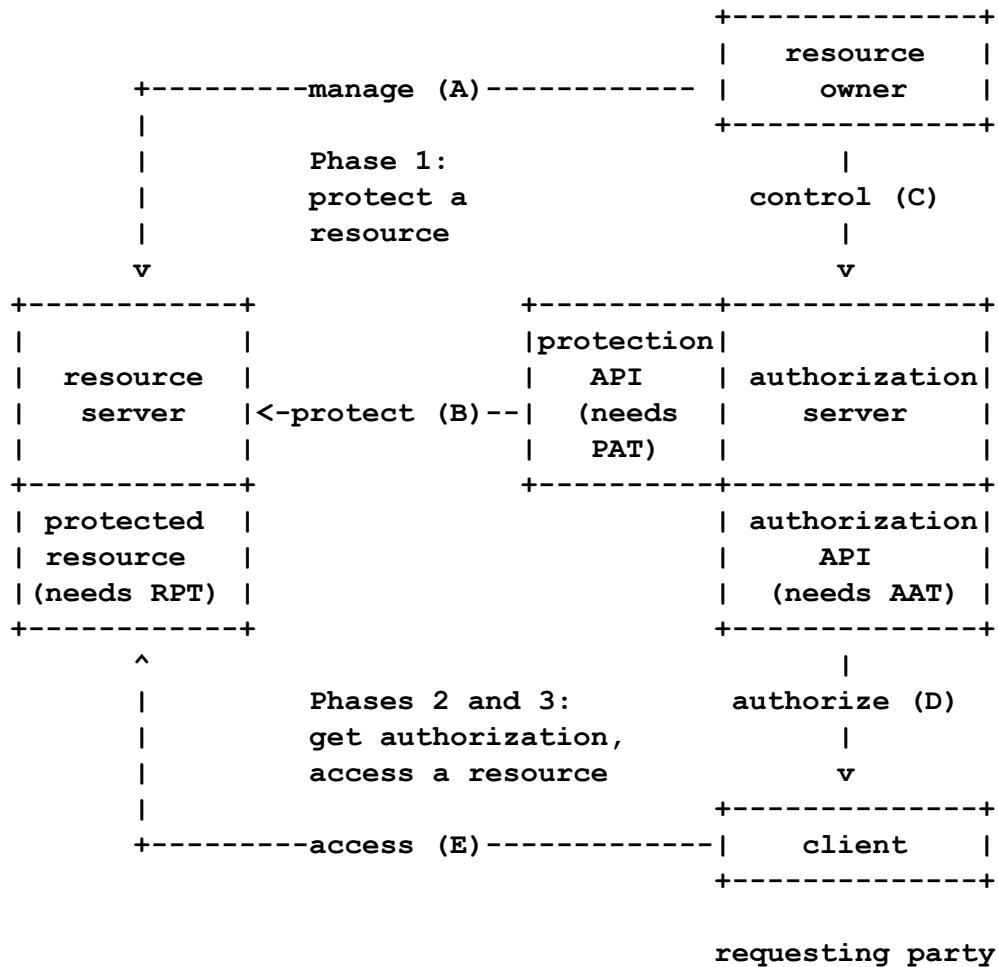 +--------------+
                                       |   resource   |
       +---------manage (A)------------ |     owner    |
       |                               +--------------+
       |         Phase 1:                      |
       |         protect a                control (C)
       |         resource                      |
       v                                       v
+------------+               +----------+--------------+
|            |               |protection|              |
|  resource  |               |   API    | authorization|
|   server   |<-protect (B)--|  (needs  |    server    |
|            |               |   PAT)   |              |
+------------+               +----------+--------------+
| protected  |                          | authorization|
| resource   |                          |     API      |
|(needs RPT) |                          |  (needs AAT) |
+------------+                          +--------------+
       ^                                       |
       |         Phases 2 and 3:         authorize (D)
       |         get authorization,            |
       |         access a resource             v
       |                                +--------------+
       +---------access (E)-------------|    client    |
                                        +--------------+
                                        requesting party